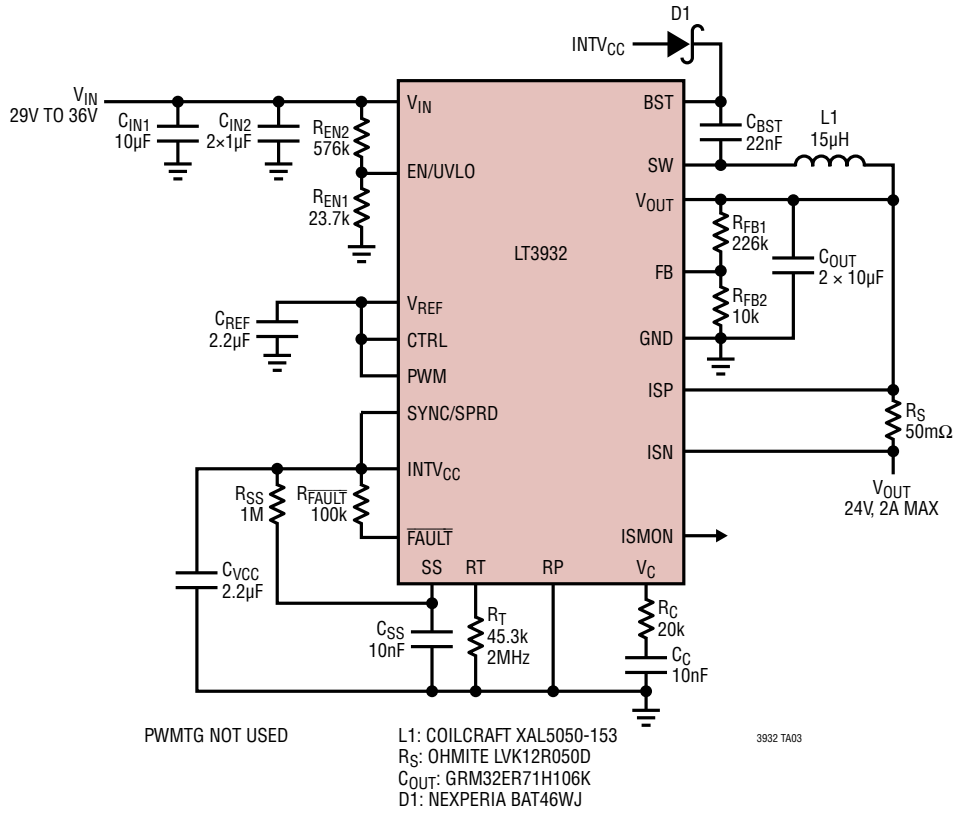 D1
INTVCC
VIN
29V TO 36V
CIN1
10µF
CIN2
2×1µF
REN2
576k
REN1
23.7k
VIN
EN/UVLO
LT3932
BST
SW
VOUT
FB
GND
ISP
ISN
ISMON
CBST
22nF
L1
15µH
RFB1
226k
RFB2
10k
COUT
2 × 10µF
CREF
2.2µF
VREF
CTRL
PWM
SYNC/SPRD
INTVCC
FAULT
RSS
1M
RFAULT
100k
CVCC
2.2µF
SS
RT
RP
VC
RS
50mΩ
VOUT
24V, 2A MAX
CSS
10nF
RT
45.3k
2MHz
RC
20k
CC
10nF
PWMTG NOT USED
L1: COILCRAFT XAL5050-153
RS: OHMITE LVK12R050D
COUT: GRM32ER71H106K
D1: NEXPERIA BAT46WJ
3932 TA03